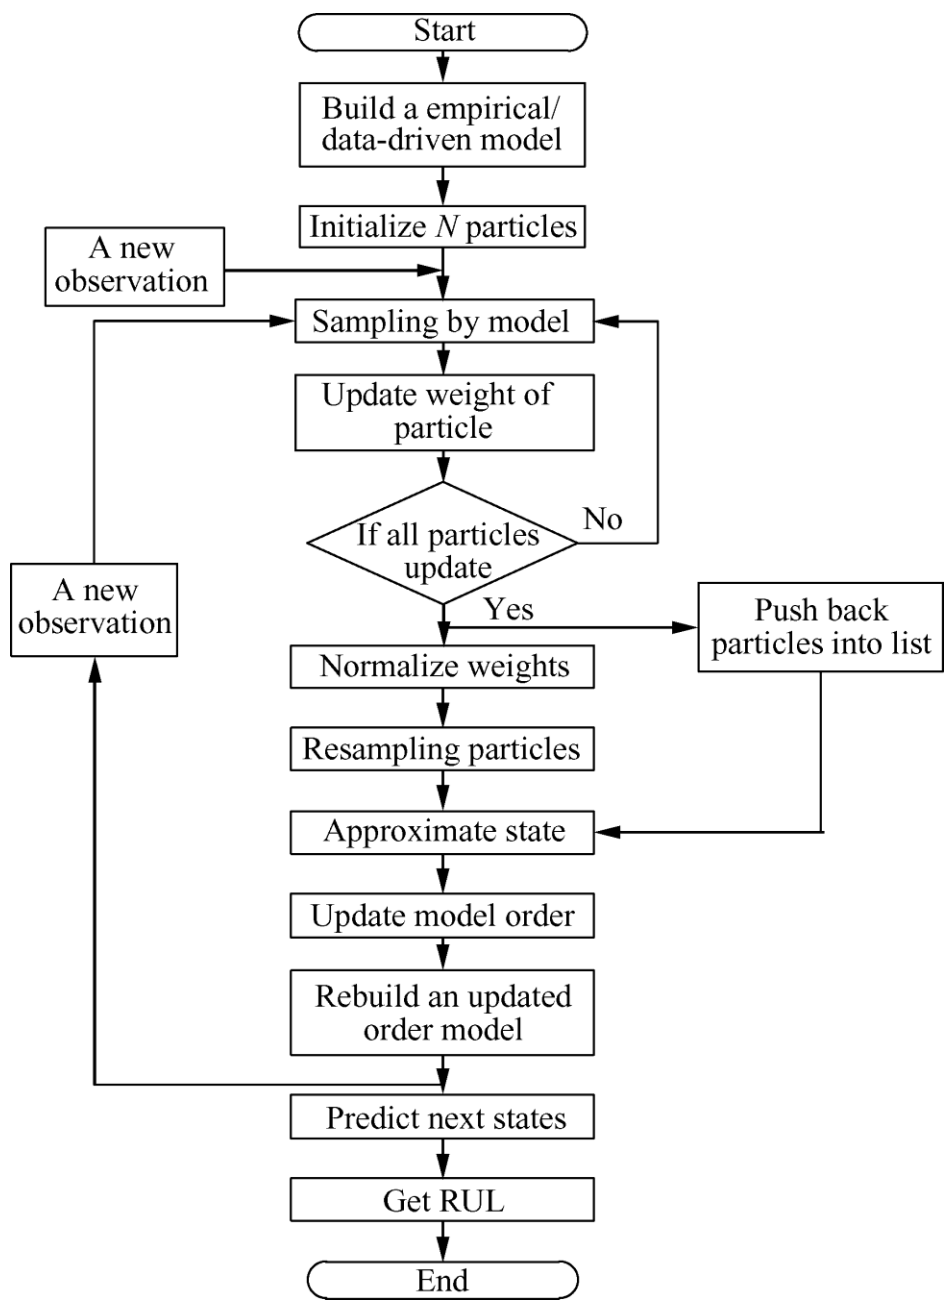 Start
Build a empirical/
data-driven model
Initialize N particles
A new
observation
Sampling by model
Update weight of
particle
If all particles
update
No
Yes
A new
observation
Push back
particles into list
Normalize weights
Resampling particles
Approximate state
Update model order
Rebuild an updated
order model
Predict next states
Get RUL
End